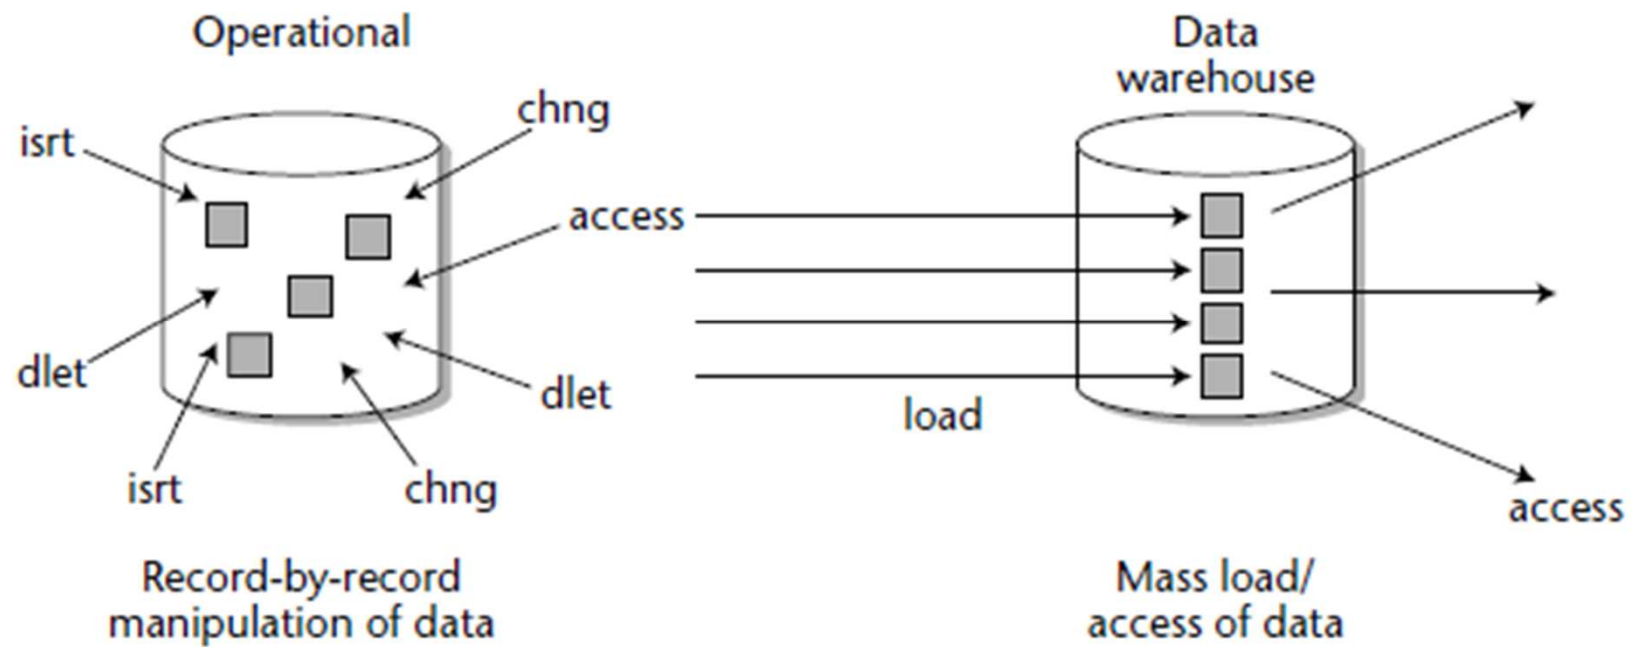 Operational
isrt
chng
access
dlet
dlet
isrt
chng
Record-by-record
manipulation of data
Data
warehouse
load
access
Mass load/
access of data